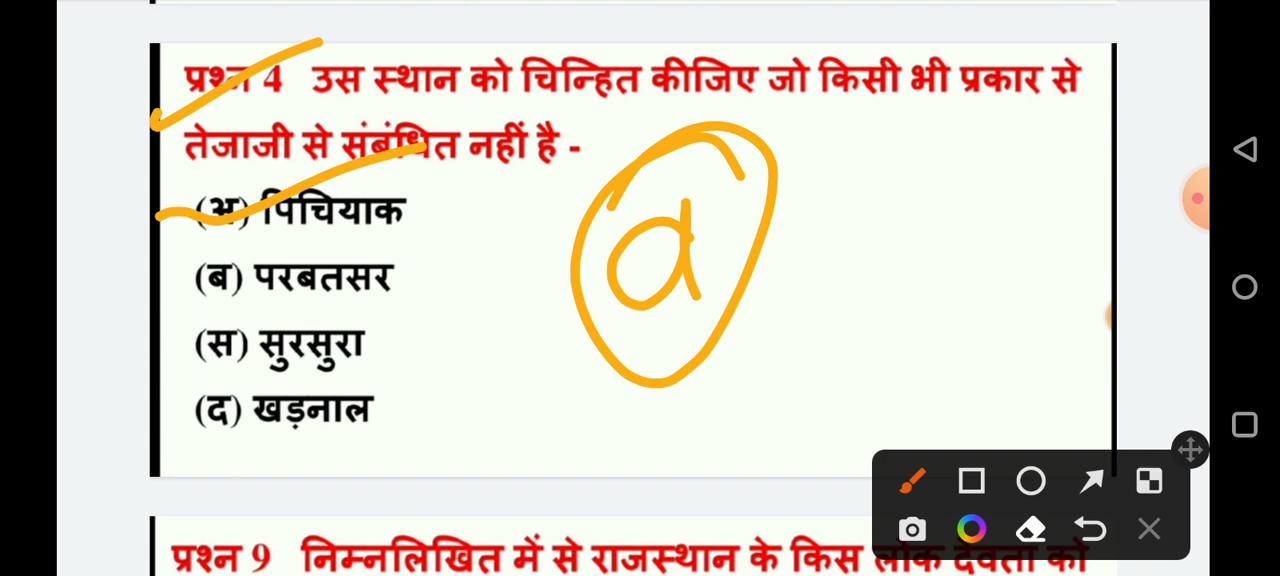 प्रश्न 4 उस स्थान को चिन्हित कीजिए जो किसी भी प्रकार से
तेजाजी से संबंधित नहीं है -
(अ) पिचियाक
(ब) परबतसर
(स) सुरसुरा
(द) खड़नाल
a
प्रश्न 9 निम्नलिखित में से राजस्थान के किस लोक देवता को